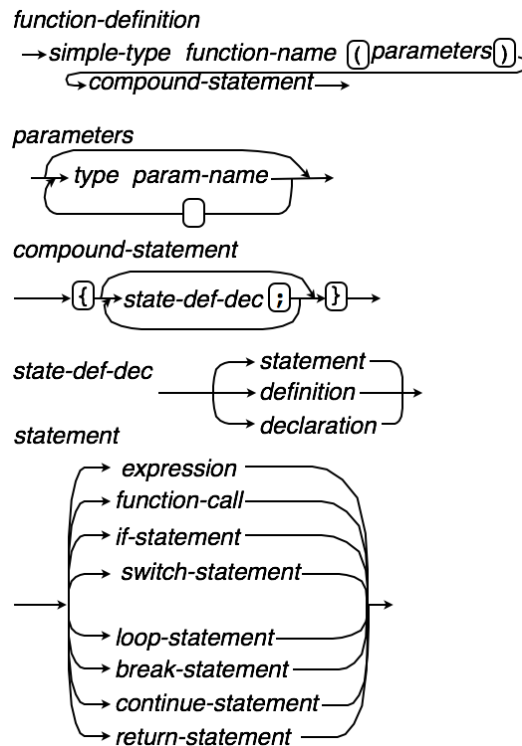 function-definition
simple-type function-name ( parameters )
compound-statement
parameters
type param-name
compound-statement
{ state-def-dec ; }
state-def-dec
statement
definition
declaration
statement
expression
function-call
if-statement
switch-statement
loop-statement
break-statement
continue-statement
return-statement